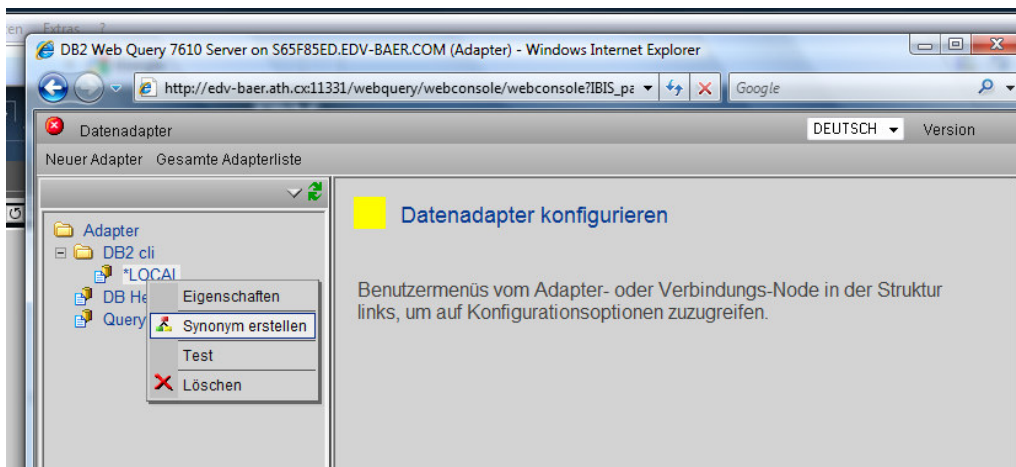 Extras ?
DB2 Web Query 7610 Server on S65F85ED.EDV-BAER.COM (Adapter) - Windows Internet Explorer
http://edv-baer.ath.cx:11331/webquery/webconsole/webconsole?IBIS_pa
Google
Datenadapter
DEUTSCH
Version
Neuer Adapter Gesamte Adapterliste
Adapter
DB2 cli
*LOCAL
DB He
Query
Eigenschaften
Synonym erstellen
Test
Löschen
Datenadapter konfigurieren
Benutzermenüs vom Adapter- oder Verbindungs-Node in der Struktur
links, um auf Konfigurationsoptionen zuzugreifen.